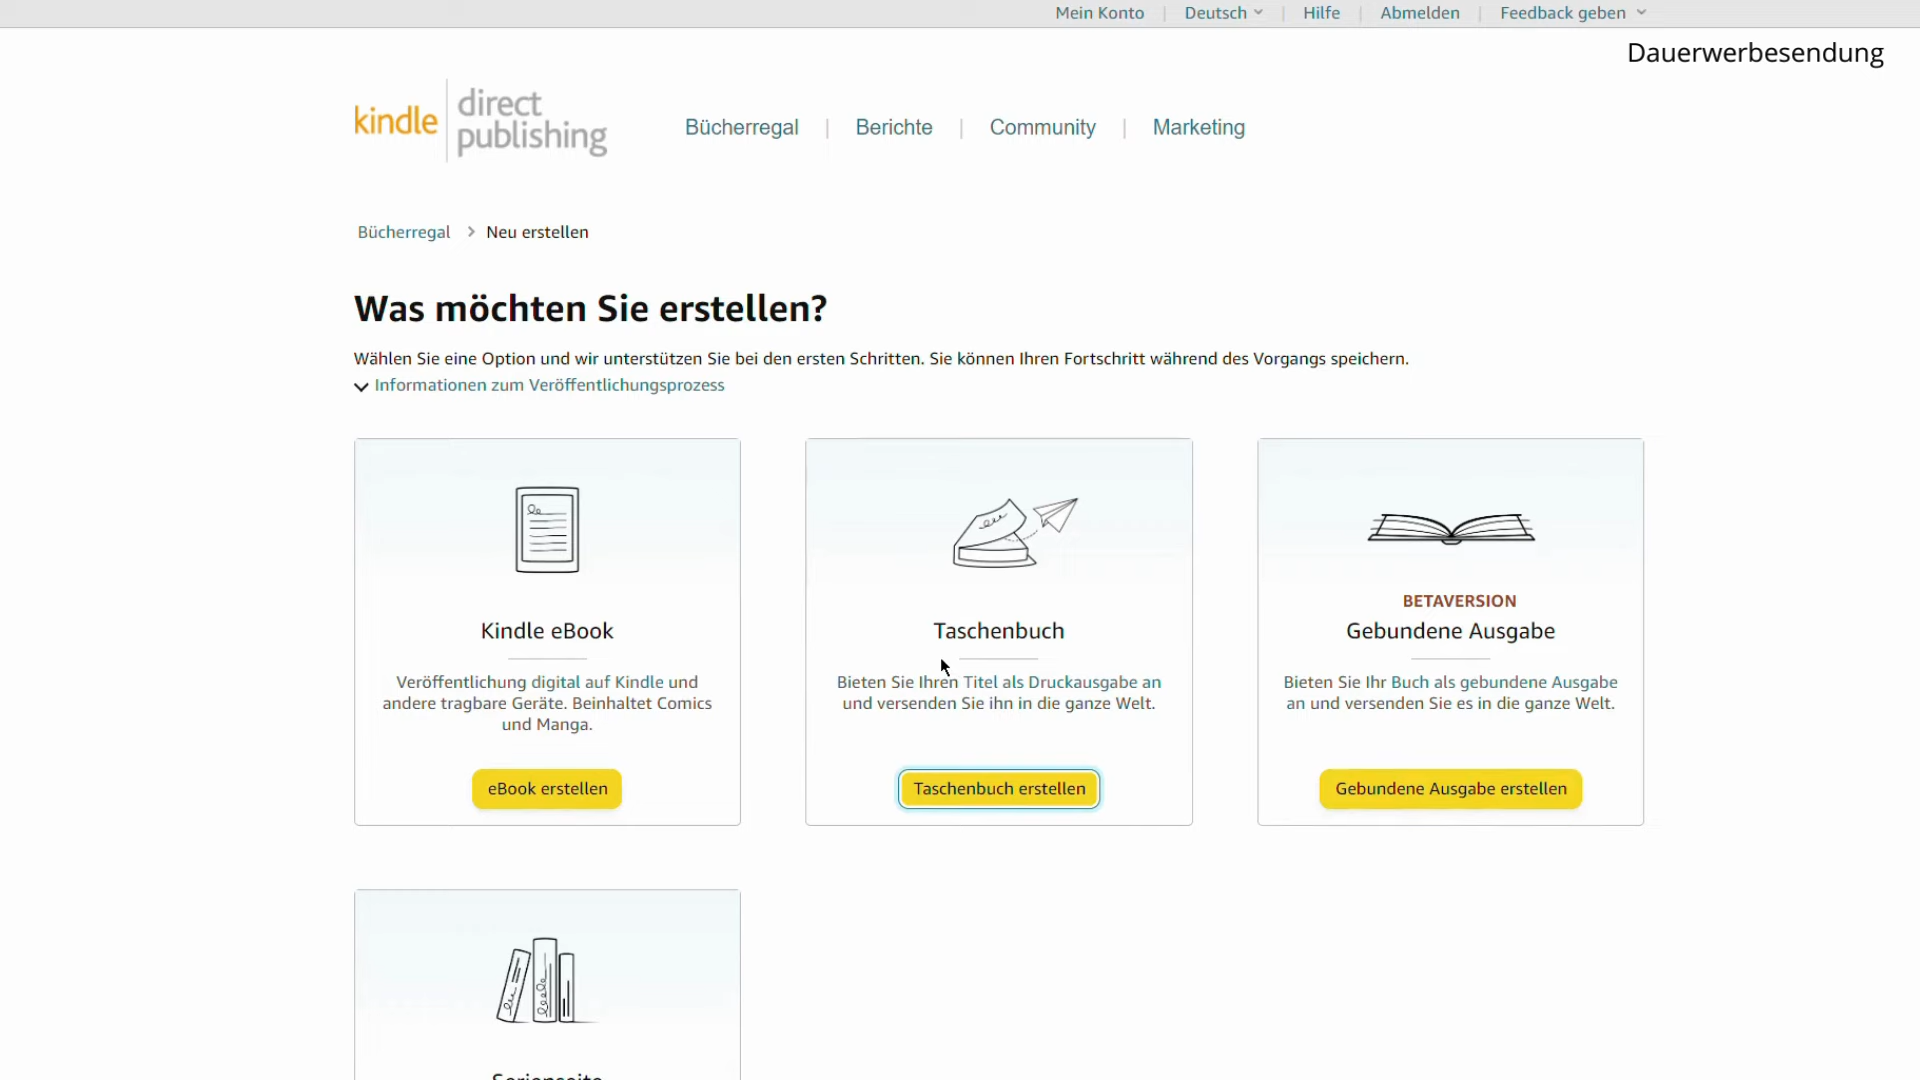 Mein Konto
Deutsch
Hilfe
Abmelden
Feedback geben
Dauerwerbesendung
kindle direct publishing
Bücherregal
Berichte
Community
Marketing
Bücherregal > Neu erstellen
Was möchten Sie erstellen?
Wählen Sie eine Option und wir unterstützen Sie bei den ersten Schritten. Sie können Ihren Fortschritt während des Vorgangs speichern.
Informationen zum Veröffentlichungsprozess
Kindle eBook
Veröffentlichung digital auf Kindle und
andere tragbare Geräte. Beinhaltet Comics
und Manga.
eBook erstellen
Taschenbuch
Bieten Sie Ihren Titel als Druckausgabe an
und versenden Sie ihn in die ganze Welt.
Taschenbuch erstellen
BETAVERSION
Gebundene Ausgabe
Bieten Sie Ihr Buch als gebundene Ausgabe
an und versenden Sie es in die ganze Welt.
Gebundene Ausgabe erstellen
Serienseite